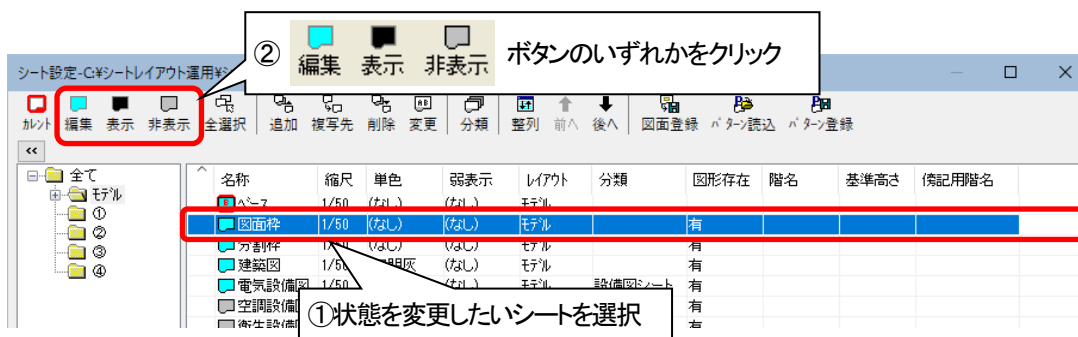 ② 編集 表示 非表示 ボタンのいずれかをクリック
シート設定-C:¥シートレイアウト運用¥
ｶﾚﾝﾄ 編集 表示 非表示 全選択 追加 複写先 削除 変更 分類 整列 前へ 後へ 図面登録 ﾊﾟﾀｰﾝ読込 ﾊﾟﾀｰﾝ登録
<<
全て
ﾓﾃﾞﾙ
①
②
③
④
名称 縮尺 単色 弱表示 ﾚｲｱｳﾄ 分類 図形存在 階名 基準高さ 傍記用階名
ﾍﾞｰｽ 1/50 (なし) (なし) ﾓﾃﾞﾙ
図面枠 1/50 (なし) (なし) ﾓﾃﾞﾙ 有
分割枠 1/50 (なし) (なし) ﾓﾃﾞﾙ 有
建築図 1/50 明灰 (なし) ﾓﾃﾞﾙ 有
電気設備図 1/50 (なし) ﾓﾃﾞﾙ 設備図シート 有
空調設備 有
衛生設備 有
①状態を変更したいシートを選択